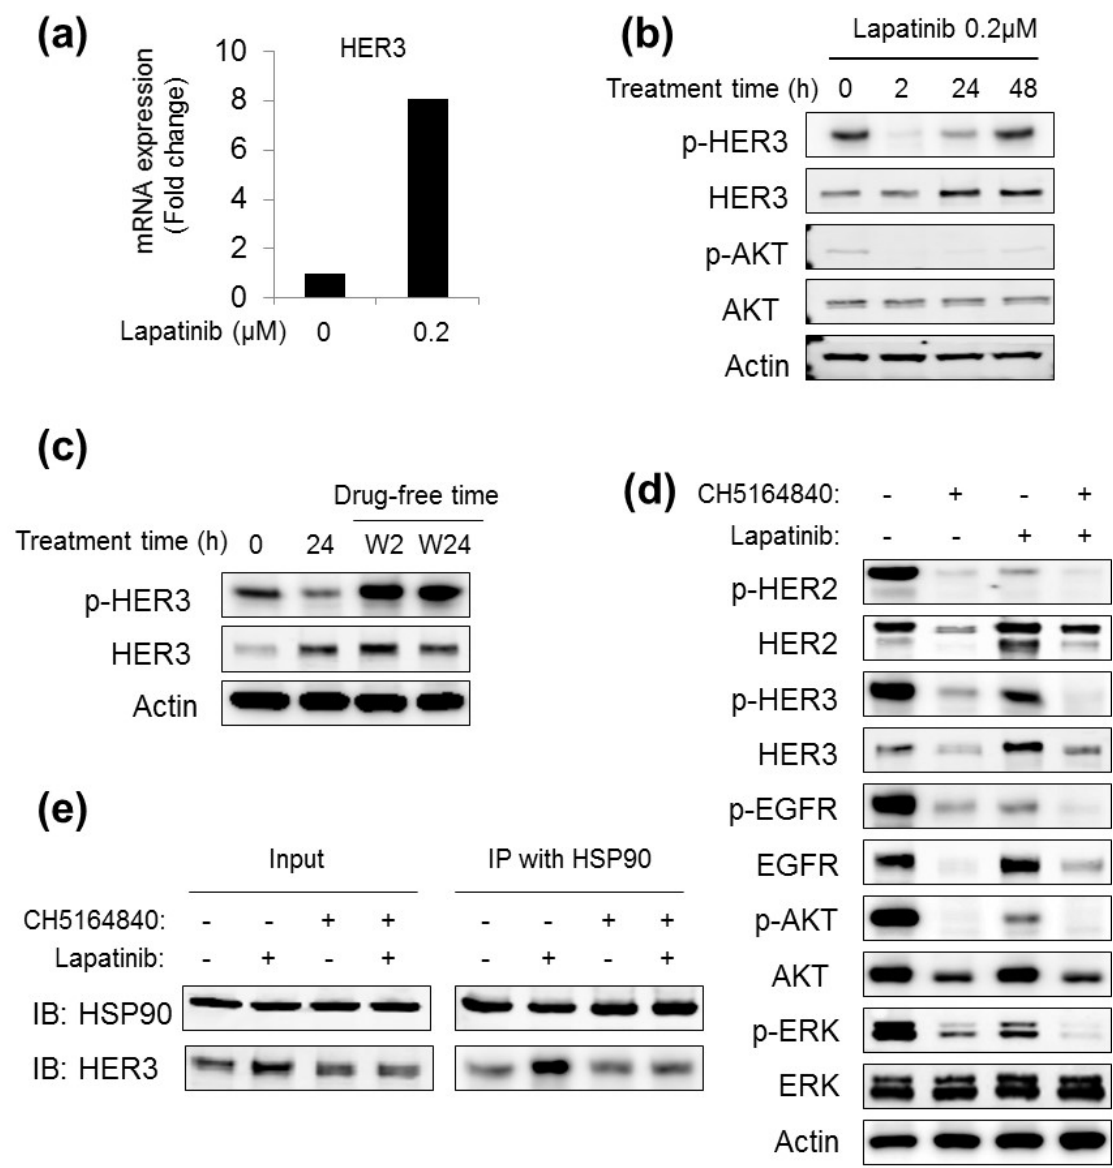 (a)
HER3
mRNA expression
(Fold change)
10
8
6
4
2
0
Lapatinib (µM) 0 0.2
(b)
Lapatinib 0.2µM
Treatment time (h) 0 2 24 48
p-HER3
HER3
p-AKT
AKT
Actin
(c)
Drug-free time
Treatment time (h) 0 24 W2 W24
p-HER3
HER3
Actin
(d)
CH5164840: - + - +
Lapatinib: - - + +
p-HER2
HER2
p-HER3
HER3
p-EGFR
EGFR
p-AKT
AKT
p-ERK
ERK
Actin
(e)
Input IP with HSP90
CH5164840: - - + + - - + +
Lapatinib: - + - + - + - +
IB: HSP90
IB: HER3